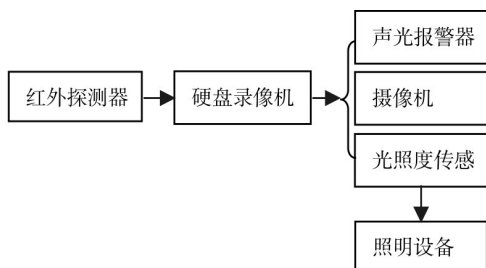 声光报警器
红外探测器
硬盘录像机
摄像机
光照度传感
照明设备